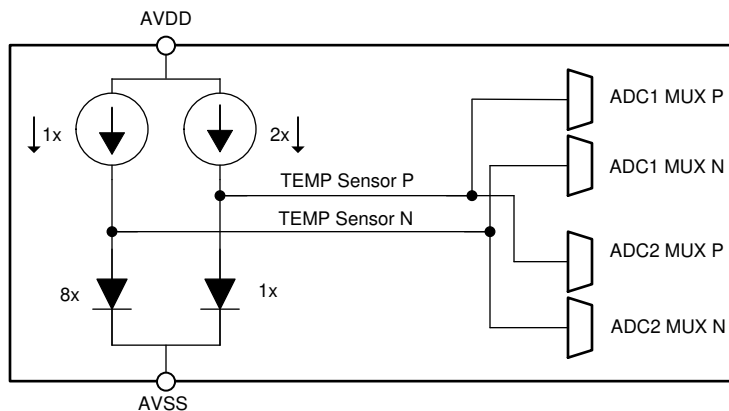 AVDD
1x
2x
ADC1 MUX P
ADC1 MUX N
TEMP Sensor P
TEMP Sensor N
ADC2 MUX P
8x
1x
ADC2 MUX N
AVSS